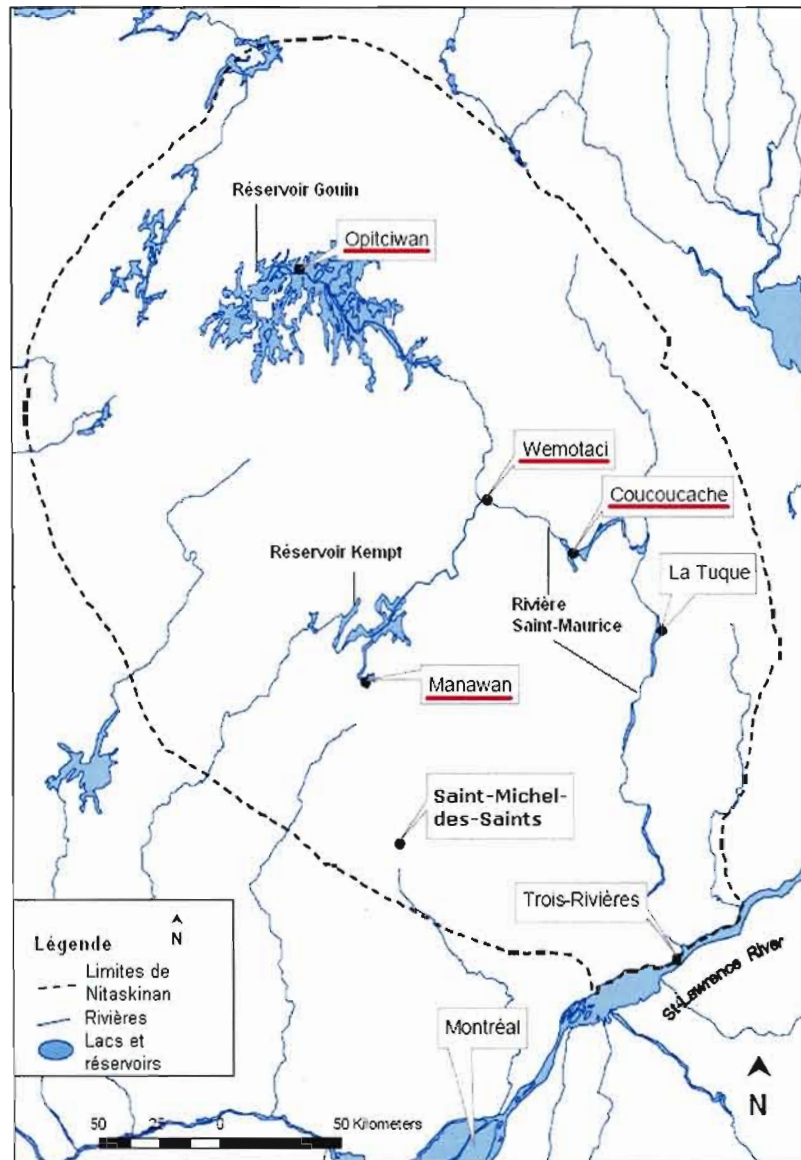 Réservoir Gouin
Opitciwan
Wemotaci
Coucoucache
Réservoir Kempt
La Tuque
Rivière
Saint-Maurice
Manawan
Saint-Michel-
des-Saints
Trois-Rivières
St-Lawrence River
Montréal
N
Légende
Limites de
Nitaskinan
Rivières
Lacs et
réservoirs
N
50 25 0 50 Kilometers